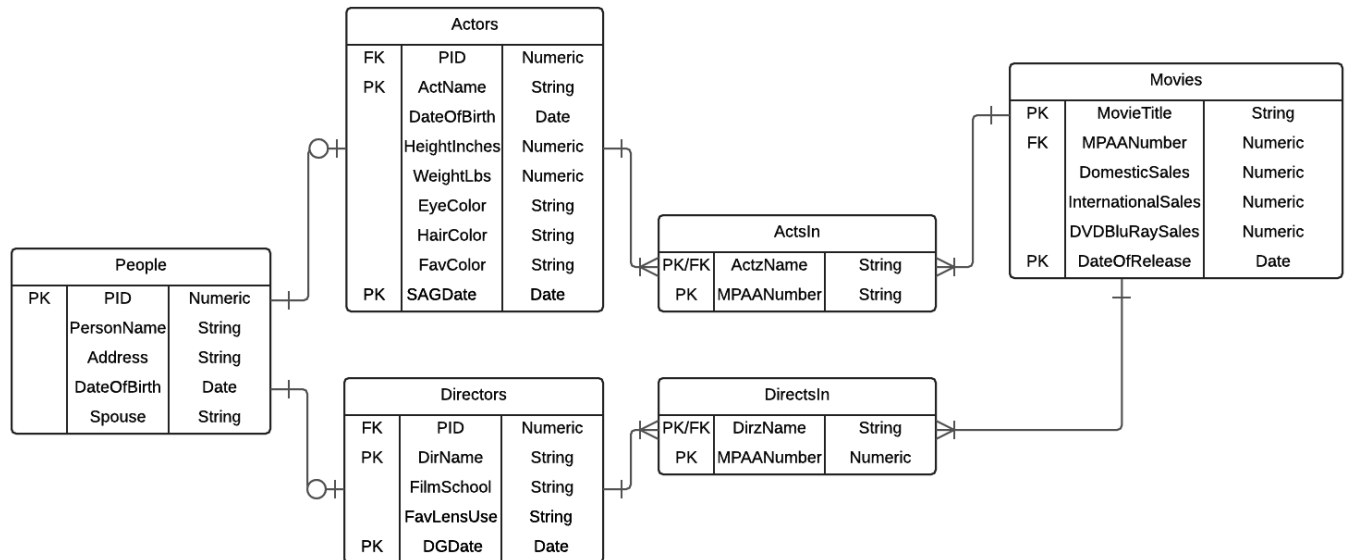 Actors
FK PID Numeric
PK ActName String
DateOfBirth Date
HeightInches Numeric
WeightLbs Numeric
EyeColor String
HairColor String
FavColor String
PK SAGDate Date
Movies
PK MovieTitle String
FK MPAANumber Numeric
DomesticSales Numeric
InternationalSales Numeric
DVDBluRaySales Numeric
PK DateOfRelease Date
ActsIn
PK/FK ActzName String
PK MPAANumber String
People
PK PID Numeric
PersonName String
Address String
DateOfBirth Date
Spouse String
Directors
FK PID Numeric
PK DirName String
FilmSchool String
FavLensUse String
PK DGDate Date
DirectsIn
PK/FK DirzName String
PK MPAANumber Numeric